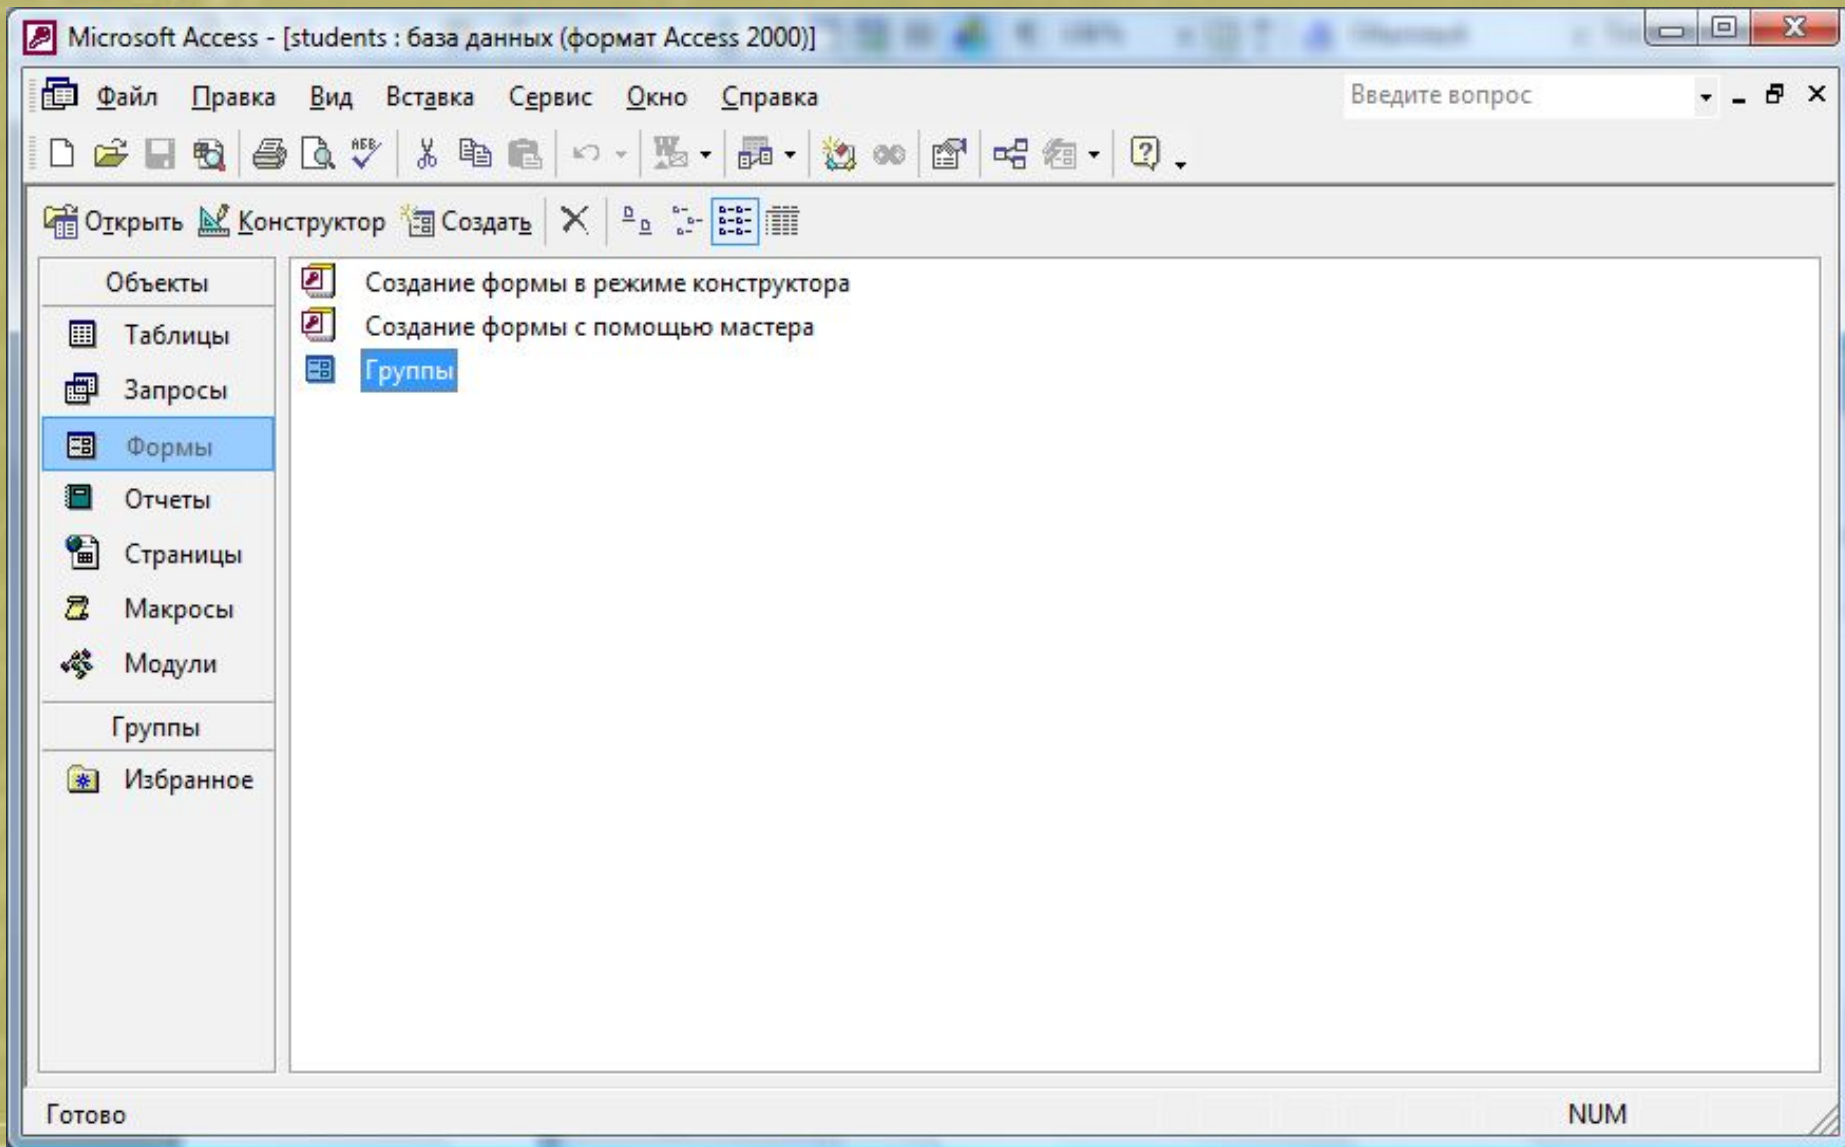 Microsoft Access - [students : база данных (формат Access 2000)]
Файл Правка Вид Вставка Сервис Окно Справка Введите вопрос
Открыть Конструктор Создать
Объекты
Таблицы
Запросы
Формы
Отчеты
Страницы
Макросы
Модули
Группы
Избранное
Создание формы в режиме конструктора
Создание формы с помощью мастера
Группы
Готово NUM